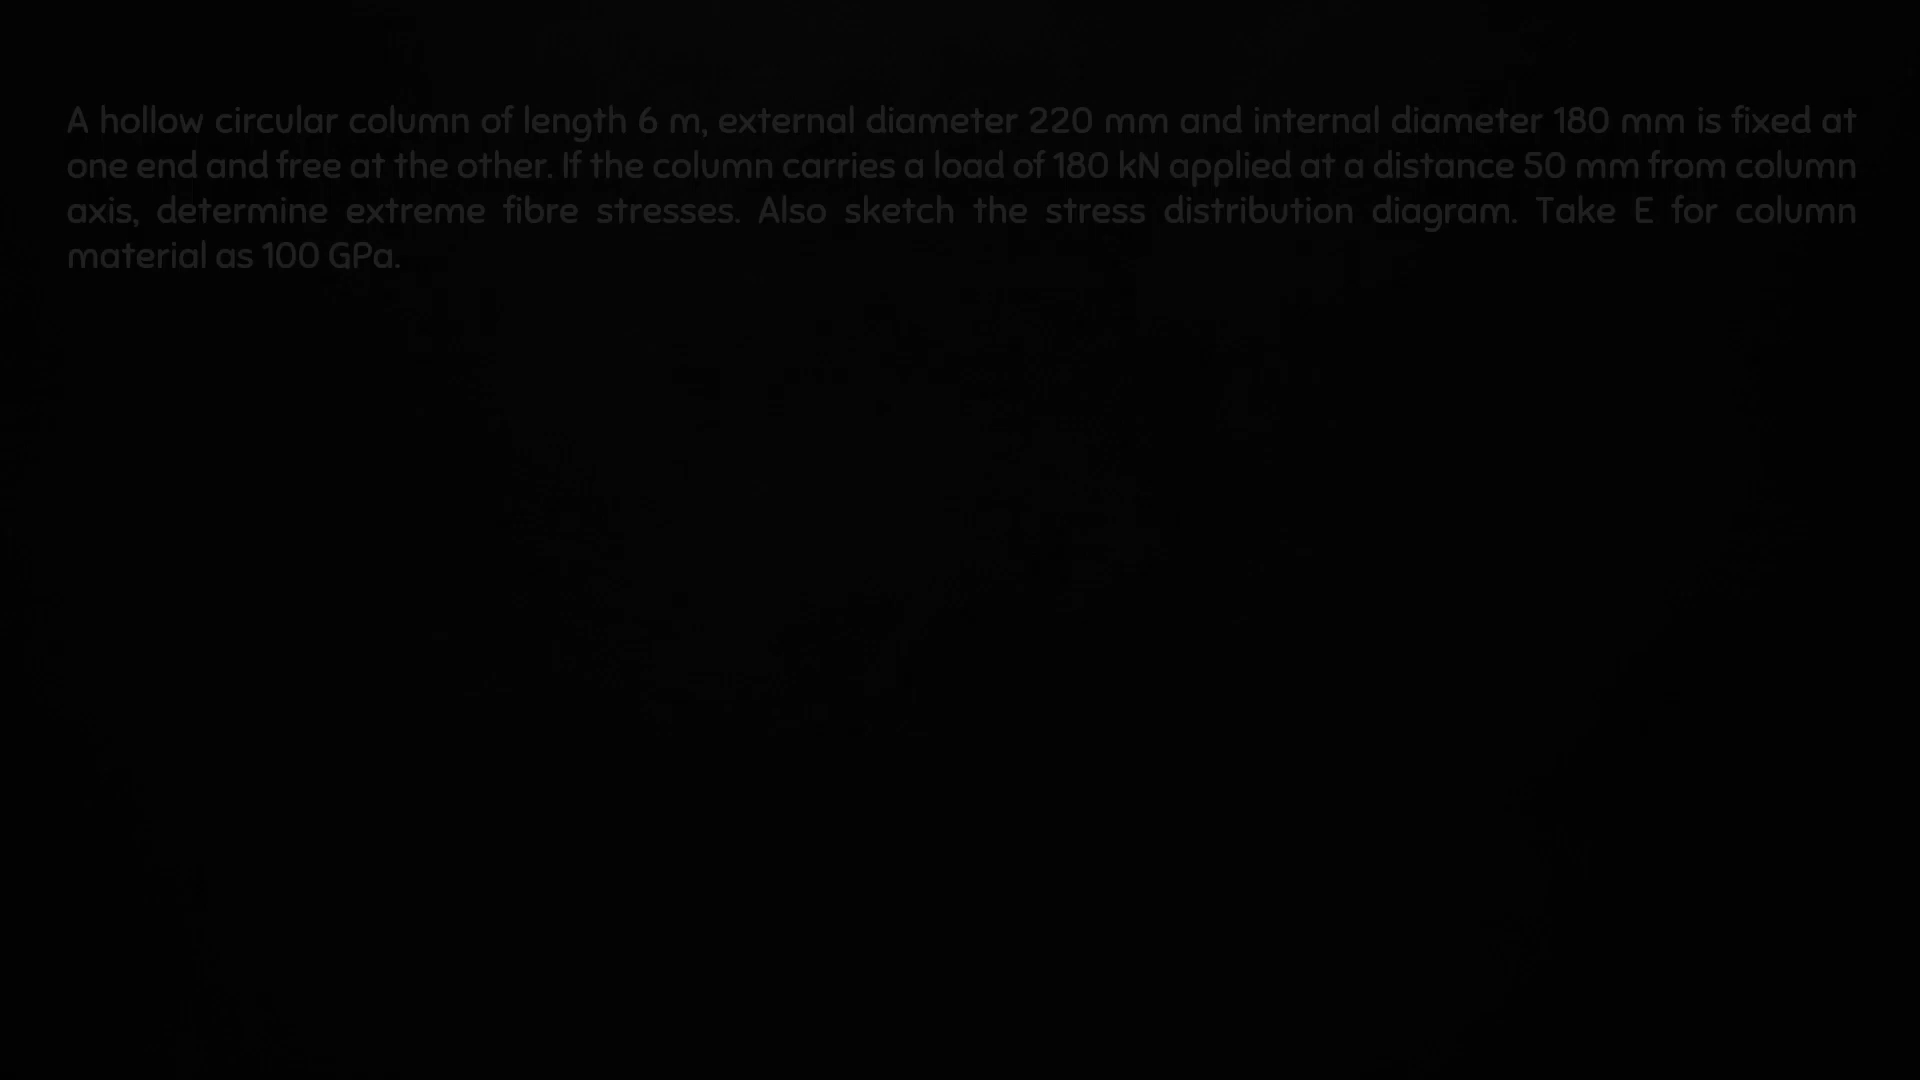 A hollow circular column of length 6 m, external diameter 220 mm and internal diameter 180 mm is fixed at
one end and free at the other. If the column carries a load of 180 kN applied at a distance 50 mm from column
axis, determine extreme fibre stresses. Also sketch the stress distribution diagram. Take E for column
material as 100 GPa.